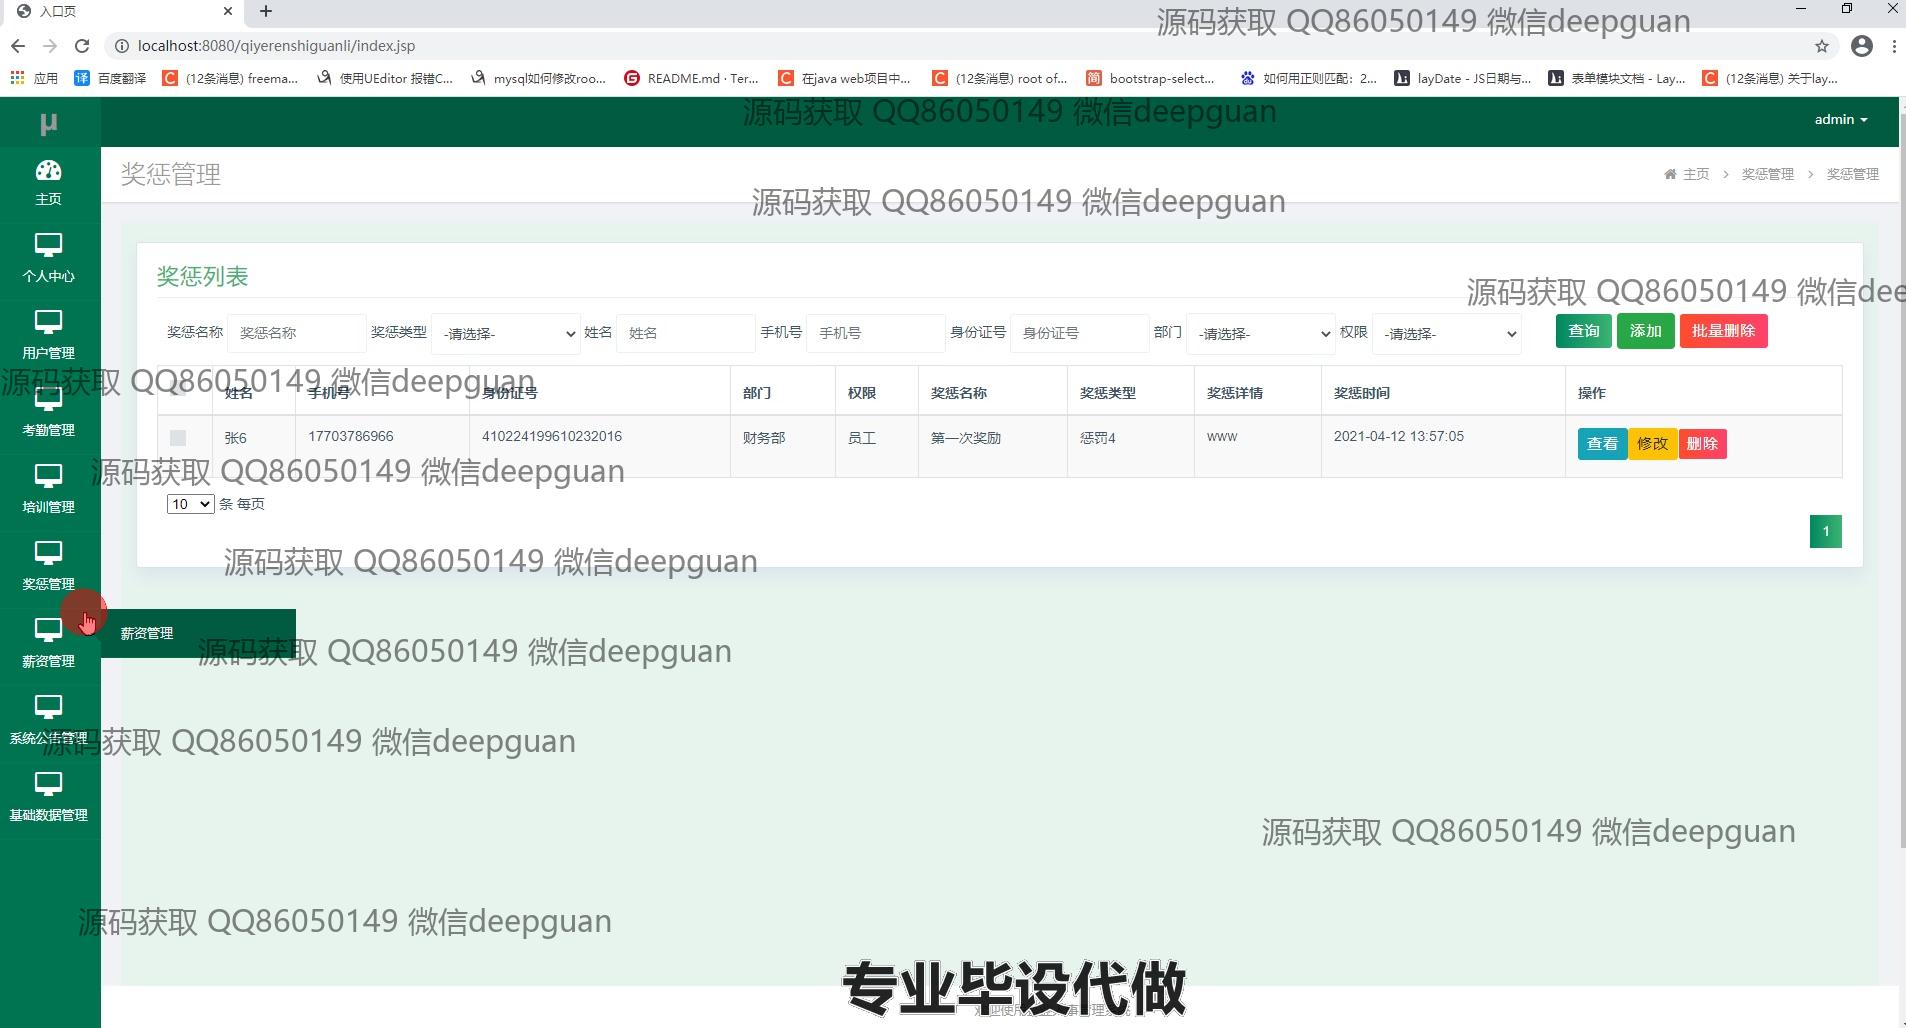 入口页
源码获取 QQ86050149 微信deepguan
localhost:8080/qiyerenshiguanli/index.jsp
应用
百度翻译
(12条消息) freema...
使用UEditor 报错C...
mysql如何修改roo...
README.md · Ter...
在java web项目中...
(12条消息) root of...
bootstrap-select...
如何用正则匹配：2...
layDate - JS日期与...
表单模块文档 - Lay...
(12条消息) 关于lay...
μ
源码获取 QQ86050149 微信deepguan
admin
主页
奖惩管理
主页 > 奖惩管理 > 奖惩管理
源码获取 QQ86050149 微信deepguan
个人中心
奖惩列表
源码获取 QQ86050149 微信dee
奖惩名称 奖惩名称 奖惩类型 -请选择- 姓名 姓名 手机号 手机号 身份证号 身份证号 部门 -请选择- 权限 -请选择- 查询 添加 批量删除
用户管理
源码获取 QQ86050149 微信deepguan
姓名 手机号 身份证号 部门 权限 奖惩名称 奖惩类型 奖惩详情 奖惩时间 操作
考勤管理
张6 17703786966 410224199610232016 财务部 员工 第一次奖励 惩罚4 www 2021-04-12 13:57:05 查看 修改 删除
源码获取 QQ86050149 微信deepguan
培训管理
10 条 每页
1
源码获取 QQ86050149 微信deepguan
奖惩管理
薪资管理
源码获取 QQ86050149 微信deepguan
薪资管理
系统公告管理
源码获取 QQ86050149 微信deepguan
基础数据管理
源码获取 QQ86050149 微信deepguan
源码获取 QQ86050149 微信deepguan
专业毕设代做